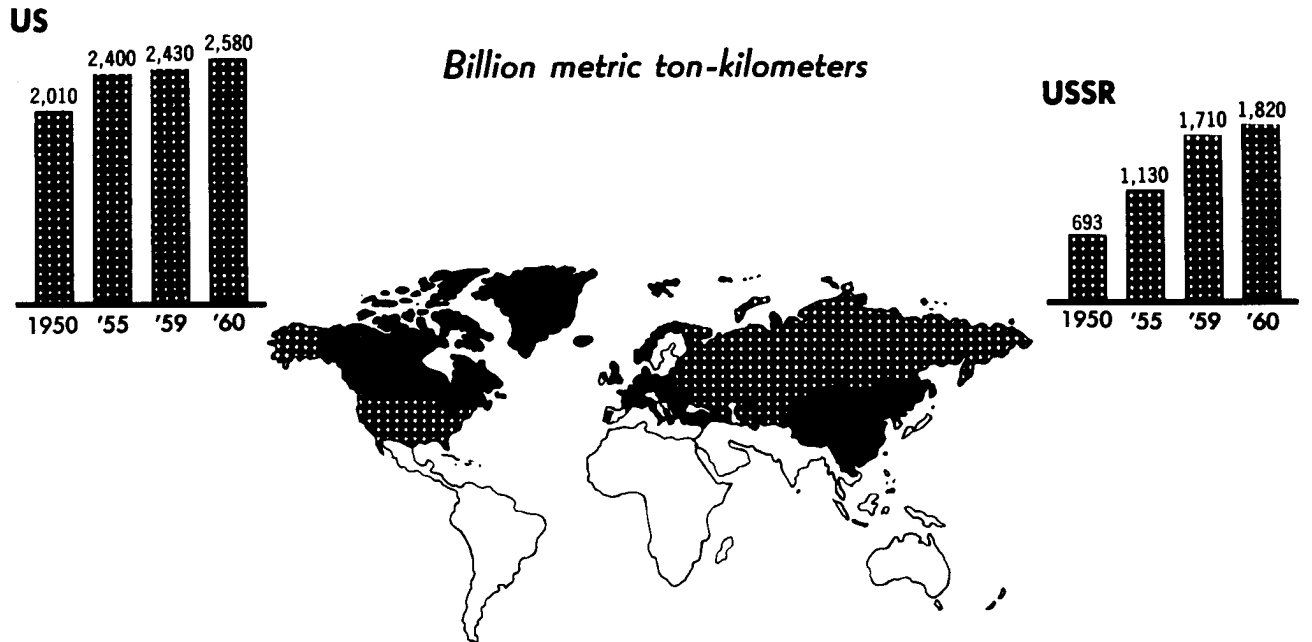 US
2,010 2,400 2,430 2,580
1950 '55 '59 '60
Billion metric ton-kilometers
USSR
693 1,130 1,710 1,820
1950 '55 '59 '60